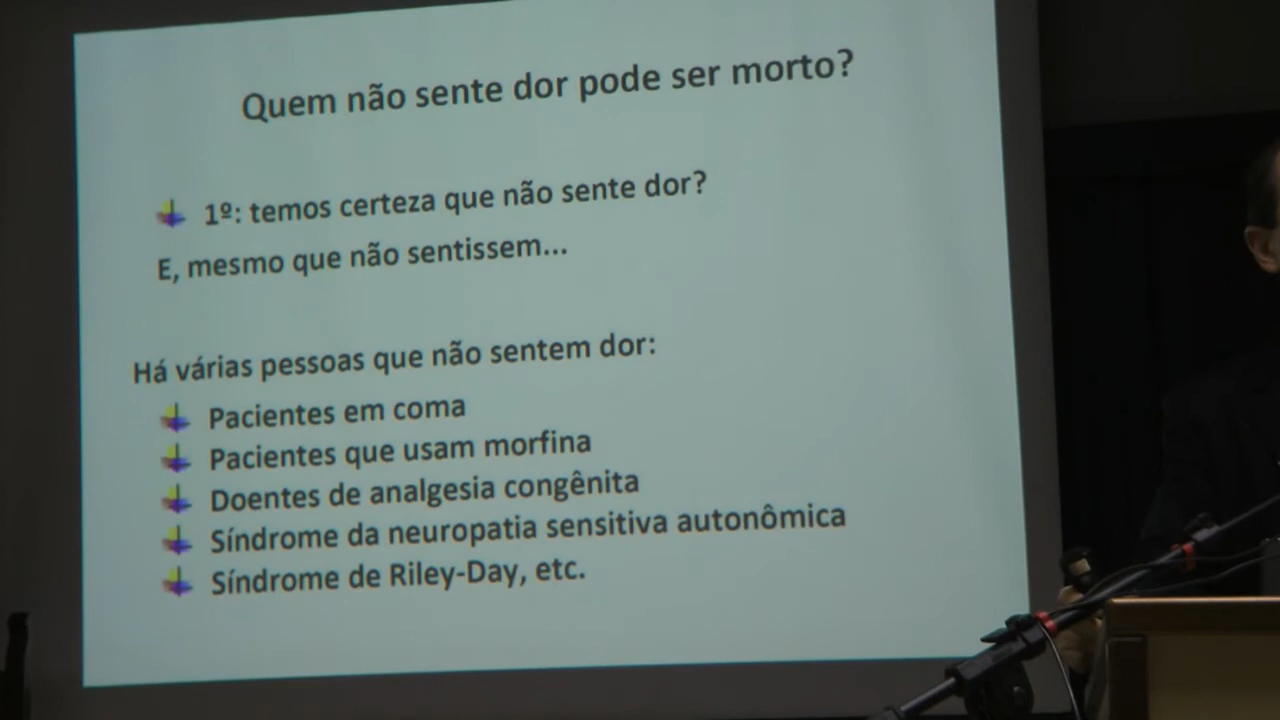 Quem não sente dor pode ser morto?
1º: temos certeza que não sente dor?
E, mesmo que não sentissem...
Há várias pessoas que não sentem dor:
Pacientes em coma
Pacientes que usam morfina
Doentes de analgesia congênita
Síndrome da neuropatia sensitiva autonômica
Síndrome de Riley-Day, etc.